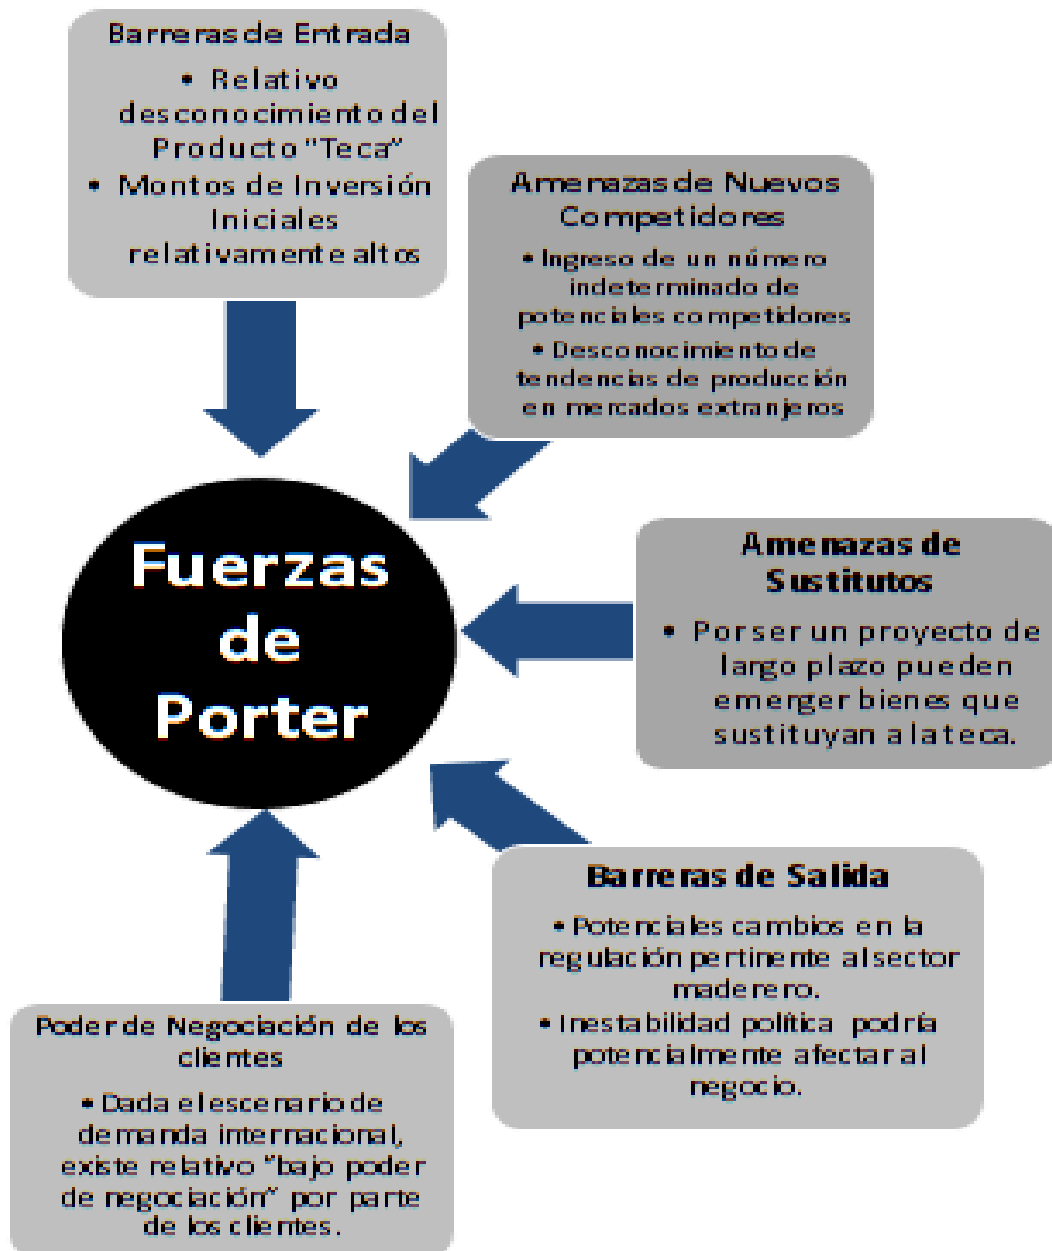 Barreras de Entrada
• Relativo
desconocimiento del
Producto "Teca"
• Montos de Inversión
Iniciales
relativamente altos
Amenazas de Nuevos
Competidores
• Ingreso de un número
indeterminado de
potenciales competidores
• Desconocimiento de
tendencias de producción
en mercados extranjeros
Fuerzas
de
Porter
Amenazas de
Sustitutos
• Por ser un proyecto de
largo plazo pueden
emerger bienes que
sustituyan a la teca.
Barreras de Salida
• Potenciales cambios en la
regulación pertinente al sector
maderero.
• Inestabilidad política podría
potencialmente afectar al
negocio.
Poder de Negociación de los
clientes
• Dada el escenario de
demanda internacional,
existe relativo "bajo poder
de negociación" por parte
de los clientes.